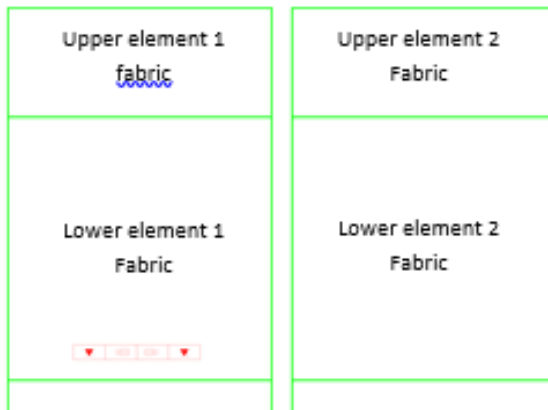 Upper element 1
fabric
Upper element 2
Fabric
Lower element 1
Fabric
Lower element 2
Fabric